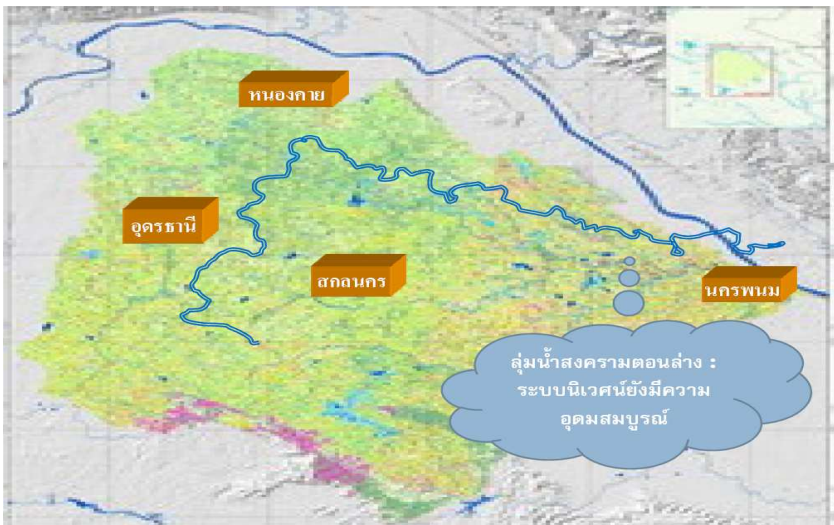 หนองคาย
อุดรธานี
สกลนคร
นครพนม
ลุ่มน้ำสงครามตอนล่าง :
ระบบนิเวศน์ยังมีความ
อุดมสมบูรณ์